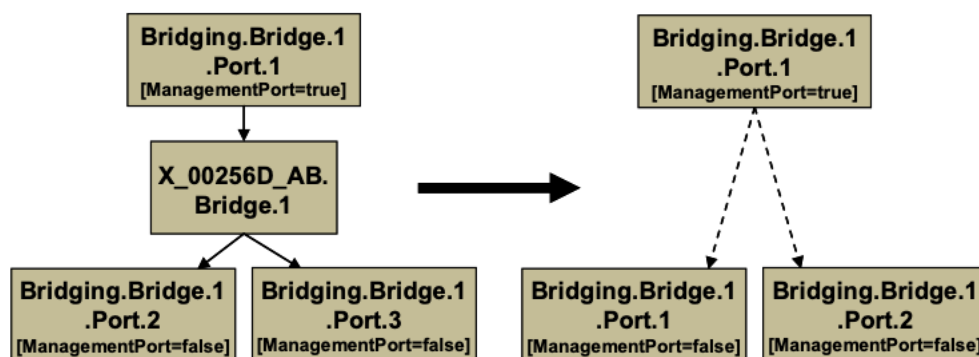 Bridging.Bridge.1
.Port.1
[ManagementPort=true]
Bridging.Bridge.1
.Port.1
[ManagementPort=true]
X_00256D_AB.
Bridge.1
Bridging.Bridge.1
.Port.2
[ManagementPort=false]
Bridging.Bridge.1
.Port.3
[ManagementPort=false]
Bridging.Bridge.1
.Port.1
[ManagementPort=false]
Bridging.Bridge.1
.Port.2
[ManagementPort=false]